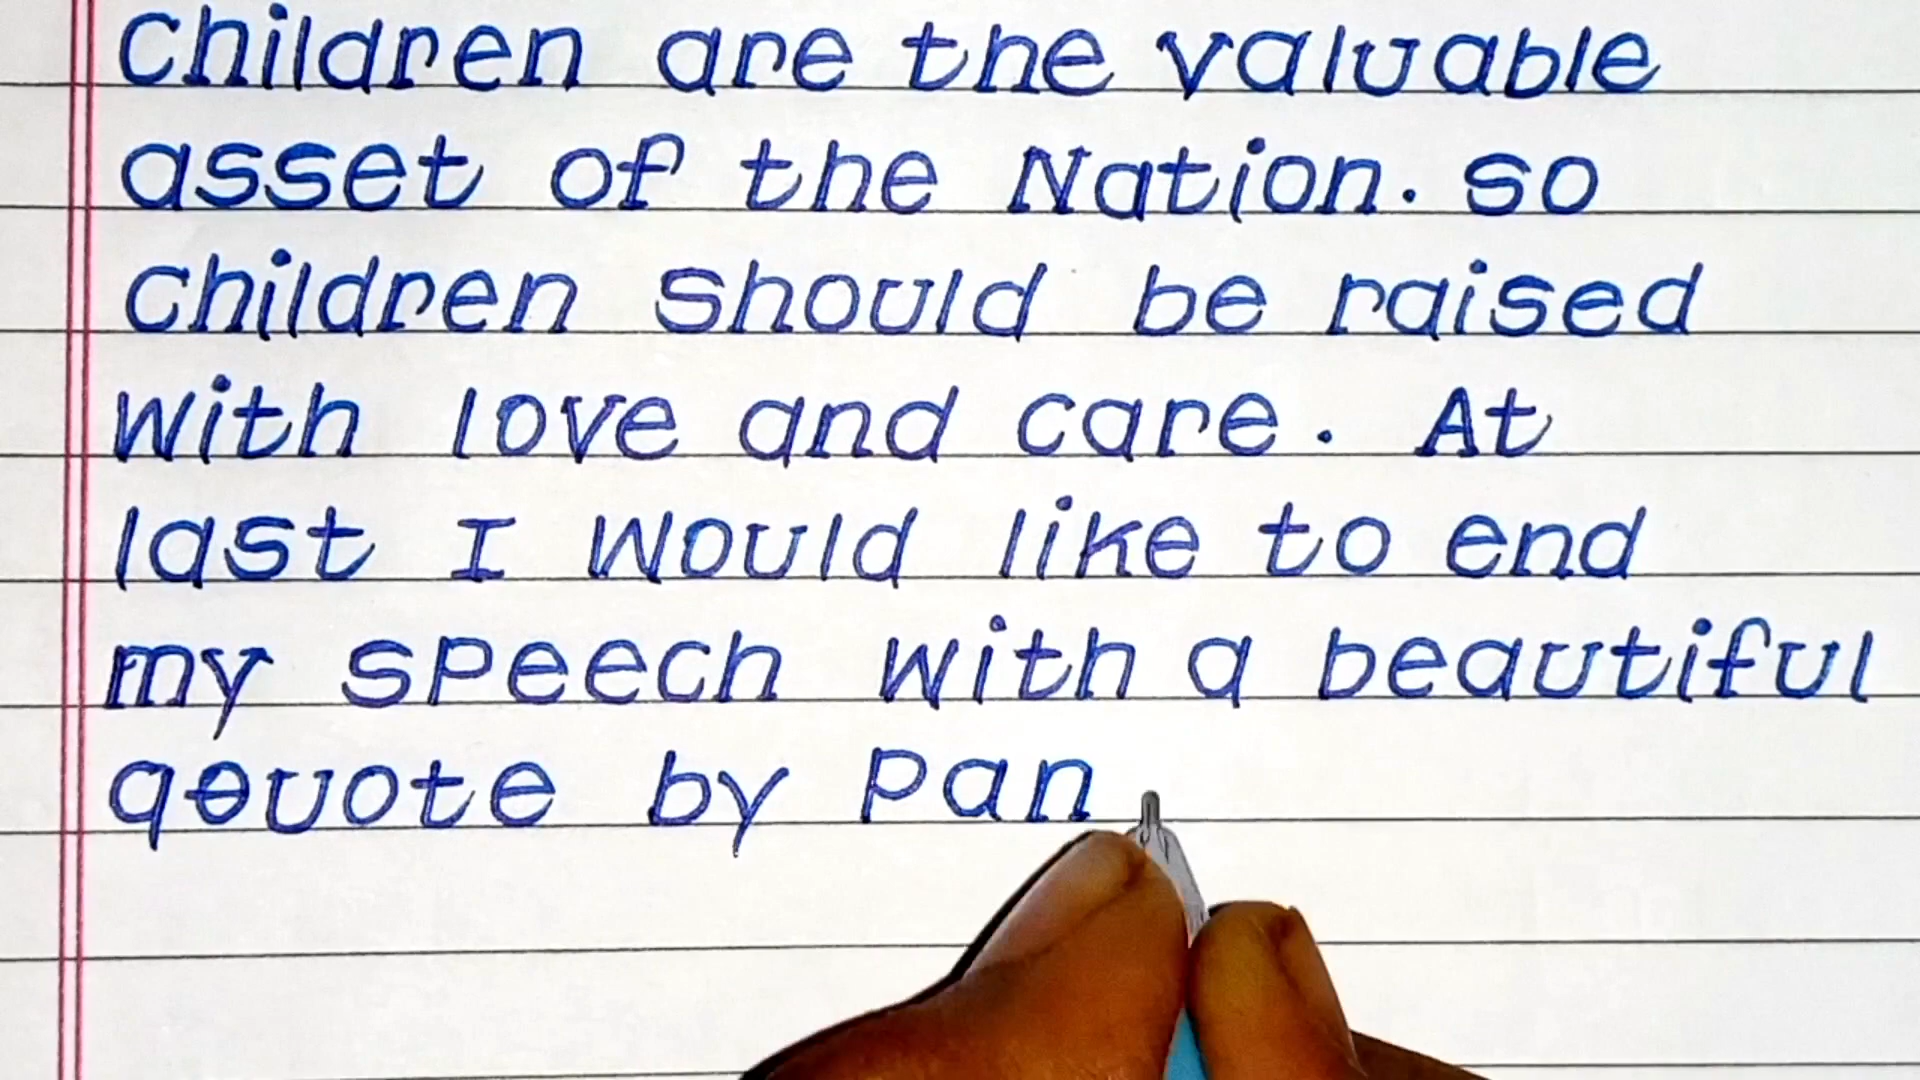 Children are the valuable
asset of the Nation. So
Children should be raised
with love and care. At
last I would like to end
my speech with a beautiful
qeuote by Pan